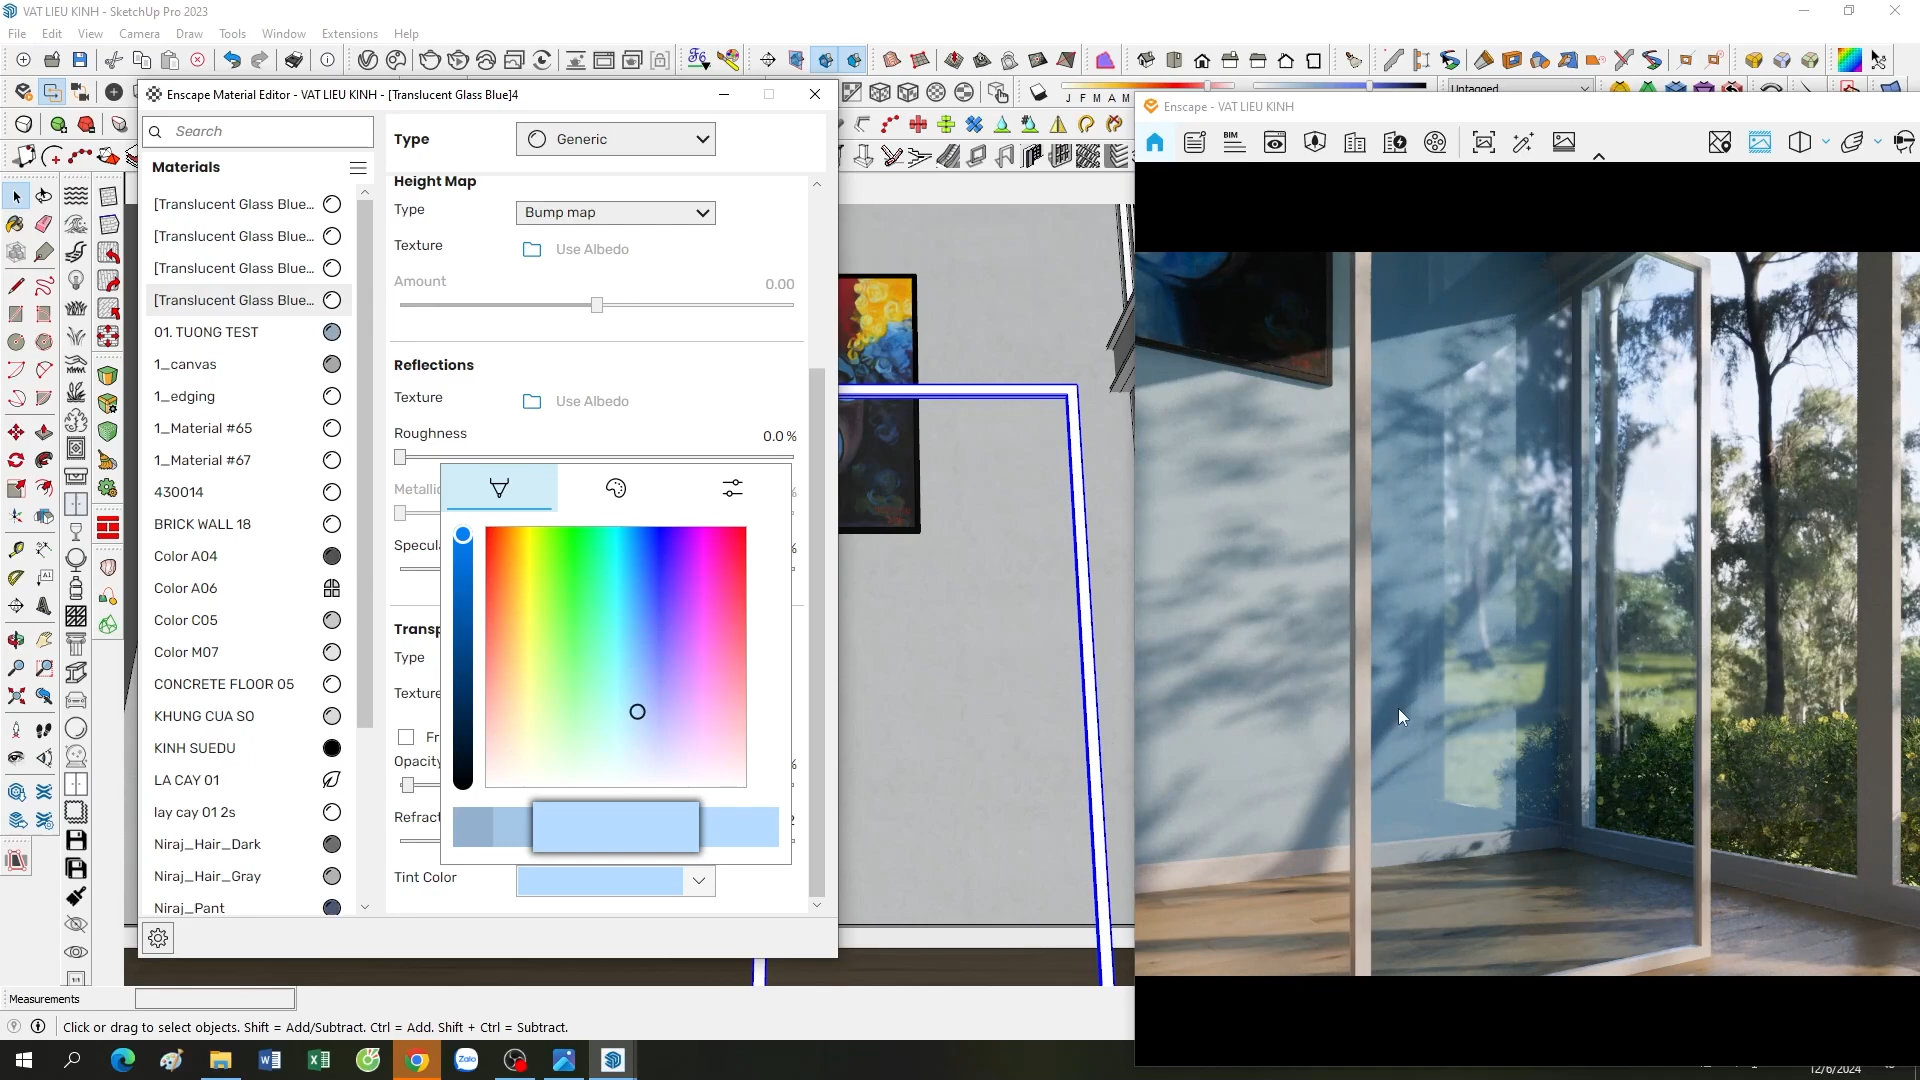 VAT LIEU KINH - SketchUp Pro 2023
File Edit View Camera Draw Tools Window Extensions Help
Untagged
J F M A M
Enscape Material Editor - VAT LIEU KINH - [Translucent Glass Blue]4
Enscape - VAT LIEU KINH
BIM
Search
Type Generic
Materials
Height Map
Type Bump map
Texture Use Albedo
Amount 0.00
Reflections
Texture Use Albedo
Roughness 0.0 %
Metallic
Specul
Transp
Type
Texture
Fr
Opacity
Refract
Tint Color
[Translucent Glass Blue...
[Translucent Glass Blue...
[Translucent Glass Blue...
[Translucent Glass Blue...
01. TUONG TEST
1_canvas
1_edging
1_Material #65
1_Material #67
430014
BRICK WALL 18
Color A04
Color A06
Color C05
Color M07
CONCRETE FLOOR 05
KHUNG CUA SO
KINH SUEDU
LA CAY 01
lay cay 01 2s
Niraj_Hair_Dark
Niraj_Hair_Gray
Niraj_Pant
Measurements
Click or drag to select objects. Shift = Add/Subtract. Ctrl = Add. Shift + Ctrl = Subtract.
Zalo
12/6/2024